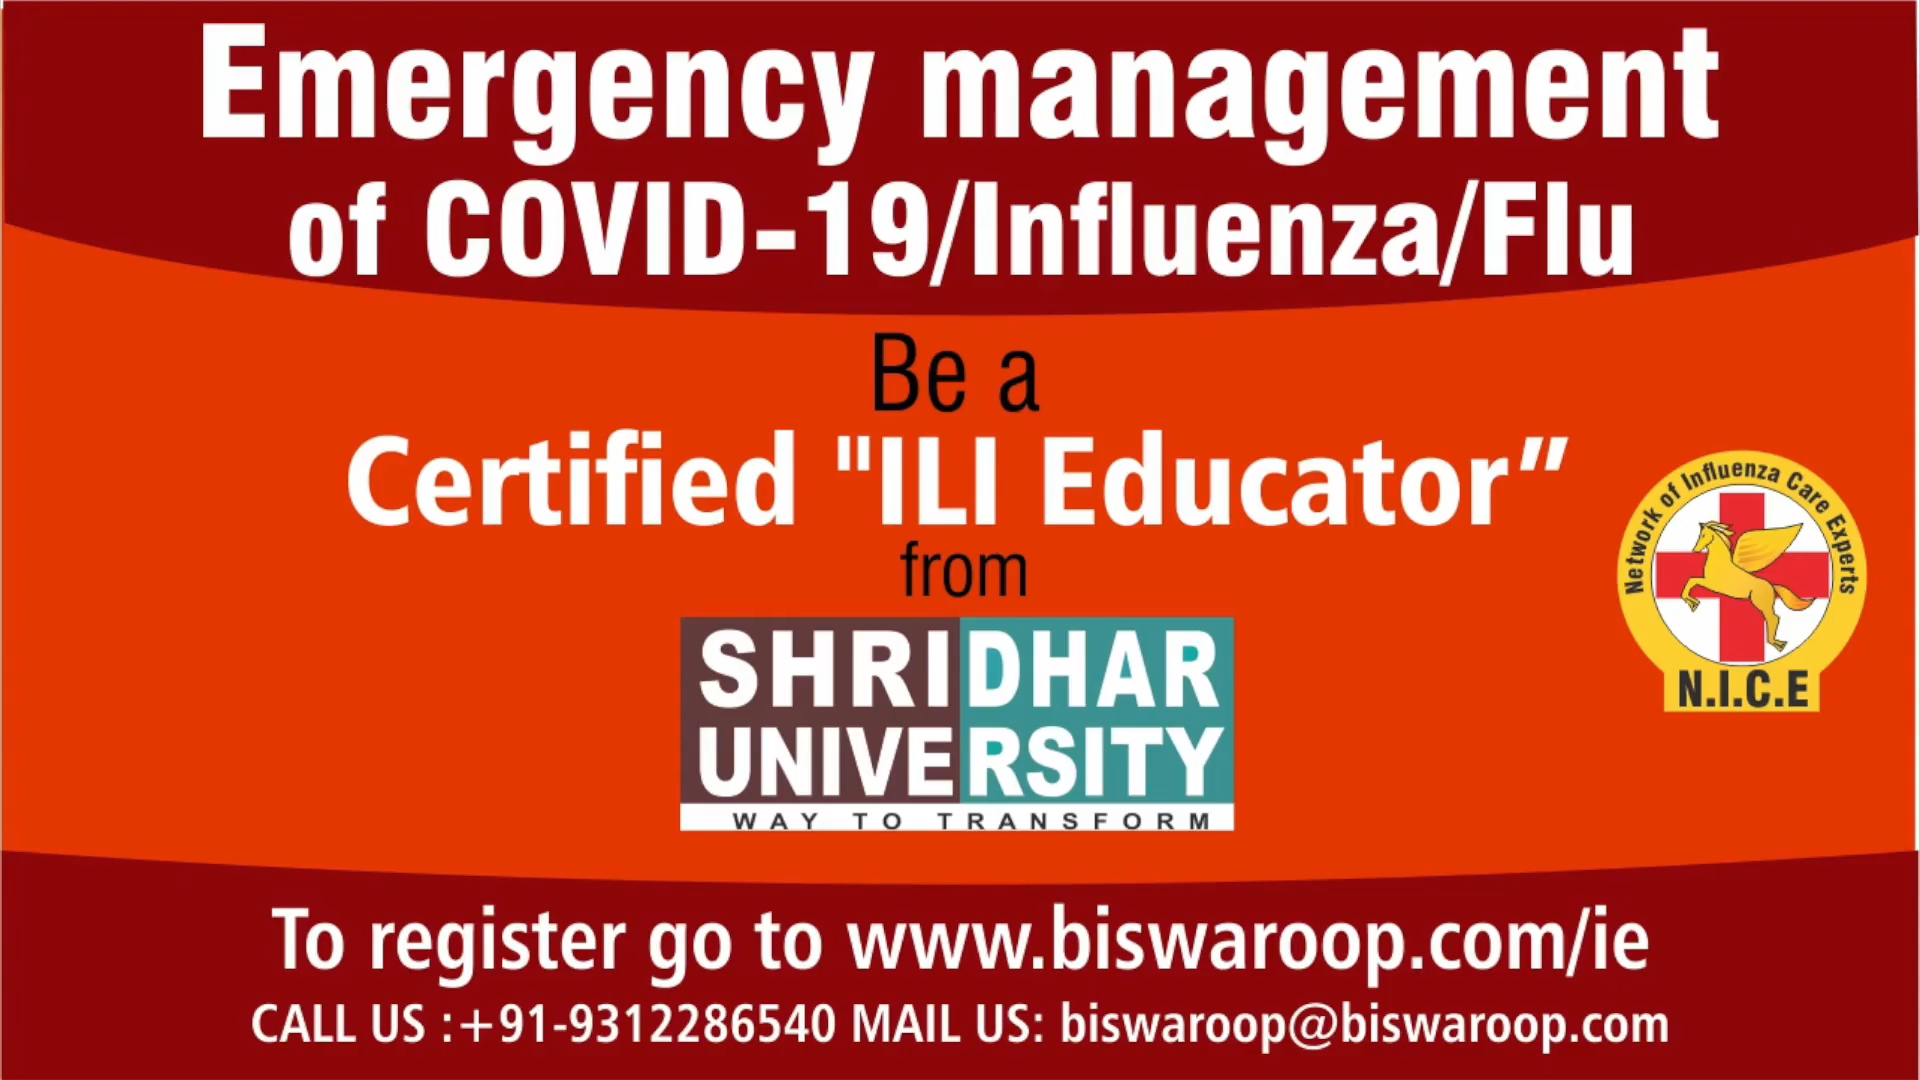 Emergency management
of COVID-19/Influenza/Flu
Be a
Certified "ILI Educator”
from
SHRIDHAR
UNIVERSITY
WAY TO TRANSFORM
Network of Influenza Care Experts
N.I.C.E
To register go to www.biswaroop.com/ie
CALL US :+91-9312286540 MAIL US: biswaroop@biswaroop.com